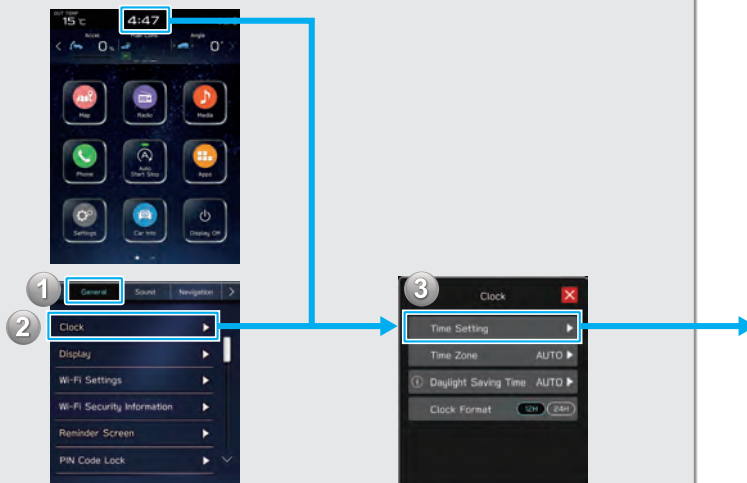 OUT TEMP
15 °C
4:47
Accel
Angle
0 %
0°
Map
Radio
Media
Phone
Auto
Start Stop
Apps
Settings
Car Info
Display Off
1
General
Sound
Navigation
2
Clock
Display
Wi-Fi Settings
Wi-Fi Security Information
Reminder Screen
PIN Code Lock
3
Clock
Time Setting
Time Zone AUTO
Daylight Saving Time AUTO
Clock Format 12H 24H